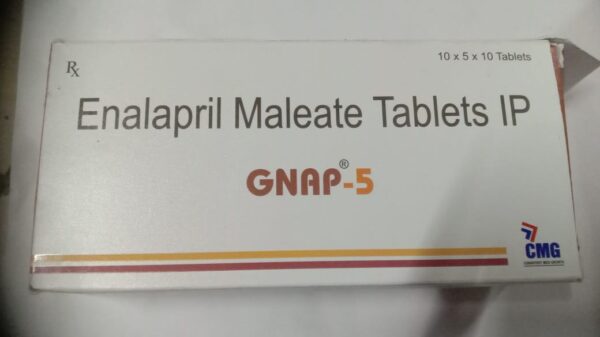 Rx
10 x 5 x 10 Tablets
Enalapril Maleate Tablets IP
GNAP®-5
CMG